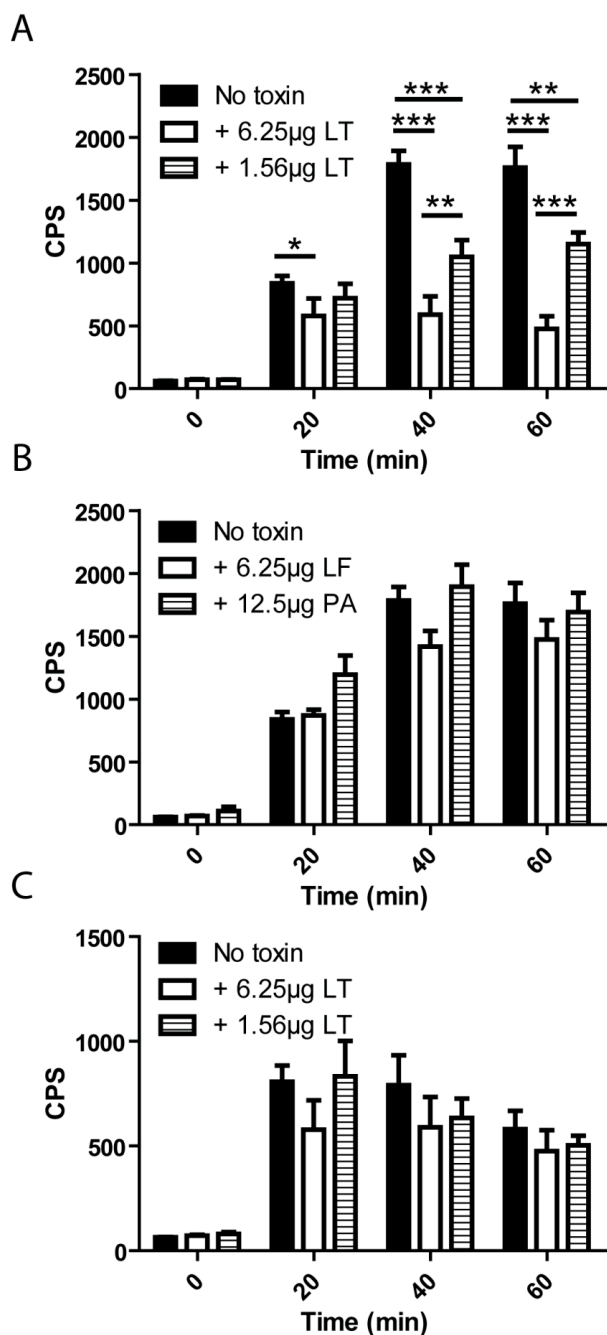 A
2500
2000
1500
1000
500
0
CPS
No toxin
+ 6.25µg LT
+ 1.56µg LT
*
***
***
**
**
***
***
0
20
40
60
Time (min)
B
2500
2000
1500
1000
500
0
CPS
No toxin
+ 6.25µg LF
+ 12.5µg PA
0
20
40
60
Time (min)
C
1500
1000
500
0
CPS
No toxin
+ 6.25µg LT
+ 1.56µg LT
0
20
40
60
Time (min)